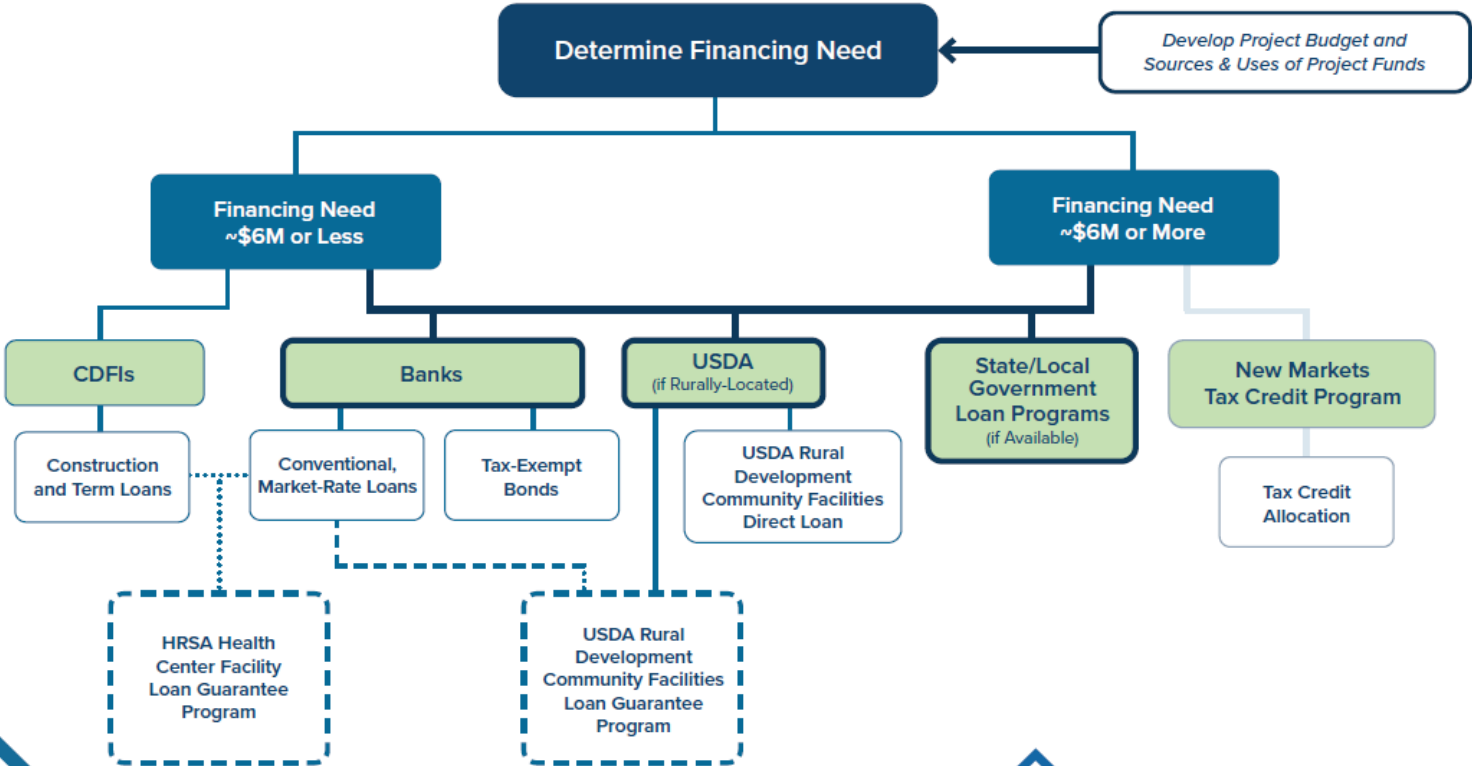 Determine Financing Need
Develop Project Budget and
Sources & Uses of Project Funds
Financing Need
~$6M or Less
Financing Need
~$6M or More
CDFIs
Banks
USDA
(if Rurally-Located)
State/Local
Government
Loan Programs
(if Available)
New Markets
Tax Credit Program
Construction
and Term Loans
Conventional,
Market-Rate Loans
Tax-Exempt
Bonds
USDA Rural
Development
Community Facilities
Direct Loan
Tax Credit
Allocation
HRSA Health
Center Facility
Loan Guarantee
Program
USDA Rural
Development
Community Facilities
Loan Guarantee
Program